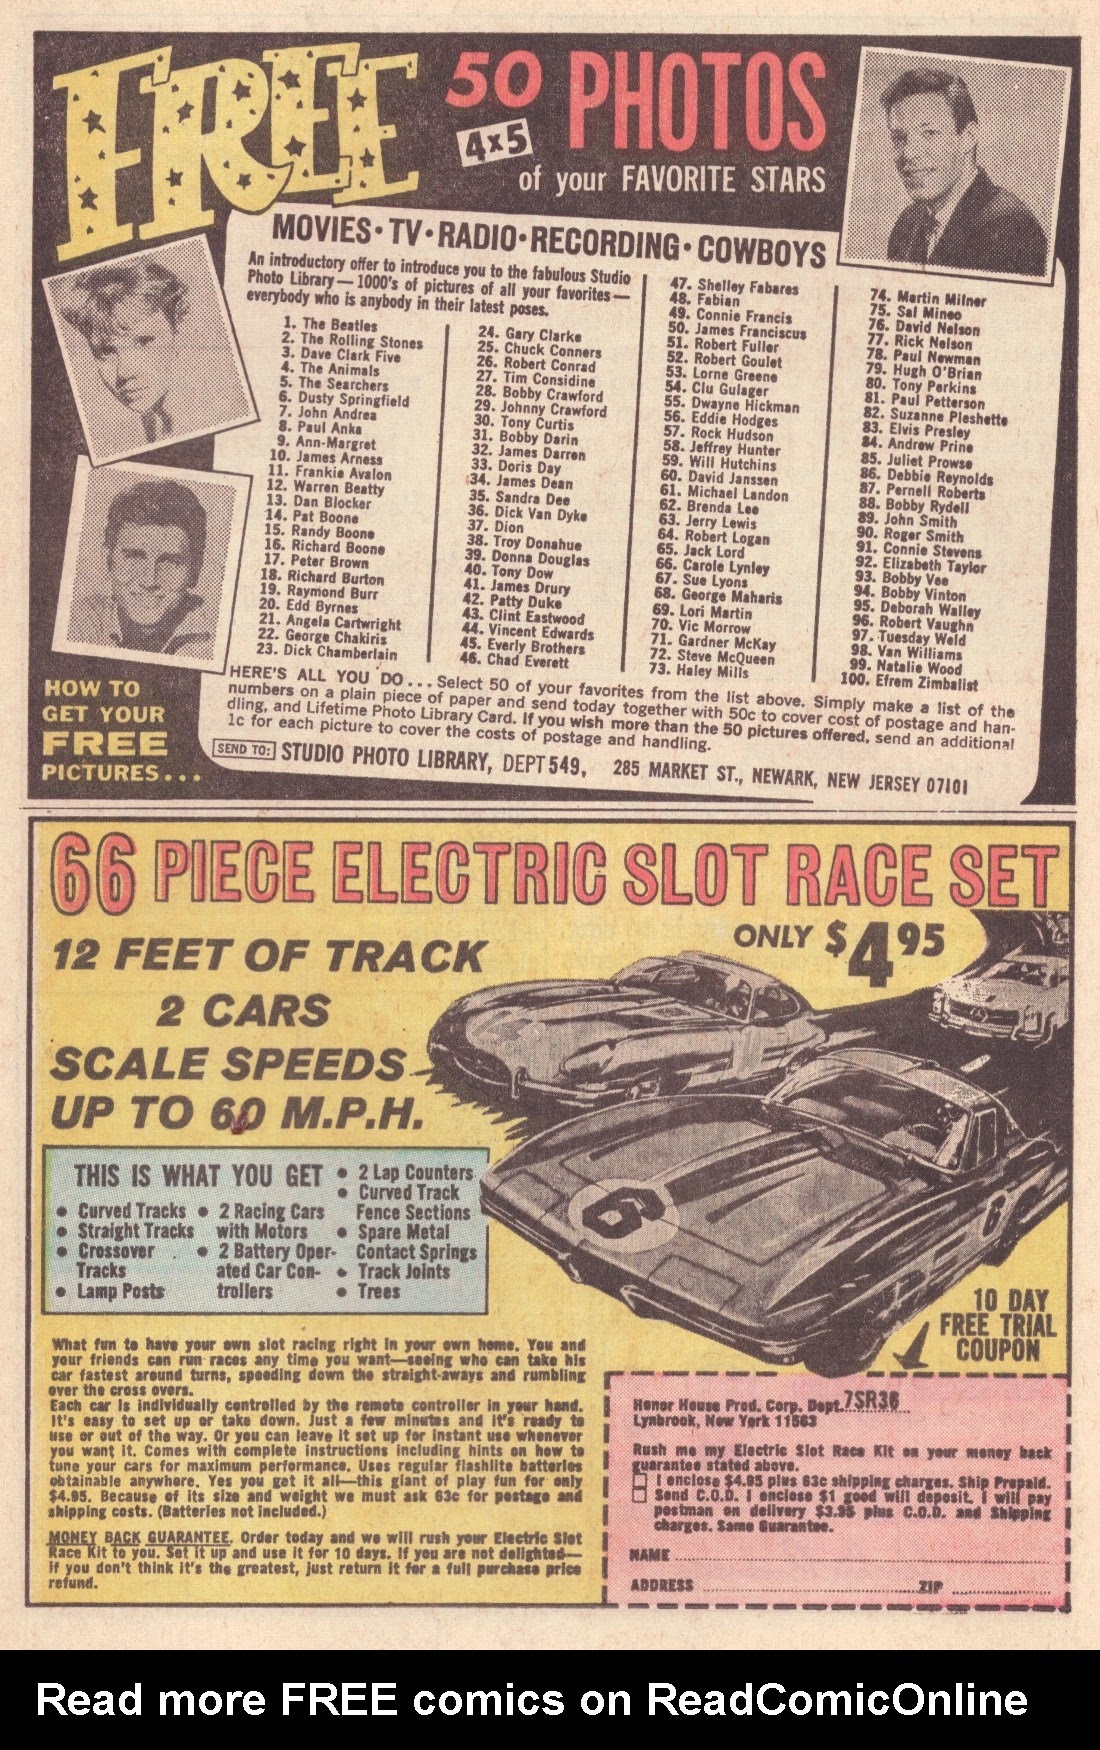 FREE
50 PHOTOS
4x5
of your FAVORITE STARS
MOVIES • TV • RADIO • RECORDING • COWBOYS
An introductory offer to introduce you to the fabulous Studio
Photo Library — 1000's of pictures of all your favorites —
everybody who is anybody in their latest poses.
1. The Beatles
2. The Rolling Stones
3. Dave Clark Five
4. The Animals
5. The Searchers
6. Dusty Springfield
7. John Andrea
8. Paul Anka
9. Ann-Margret
10. James Arness
11. Frankie Avalon
12. Warren Beatty
13. Dan Blocker
14. Pat Boone
15. Randy Boone
16. Richard Boone
17. Peter Brown
18. Richard Burton
19. Raymond Burr
20. Edd Byrnes
21. Angela Cartwright
22. George Chakiris
23. Dick Chamberlain
24. Gary Clarke
25. Chuck Conners
26. Robert Conrad
27. Tim Considine
28. Bobby Crawford
29. Johnny Crawford
30. Tony Curtis
31. Bobby Darin
32. James Darren
33. Doris Day
34. James Dean
35. Sandra Dee
36. Dick Van Dyke
37. Dion
38. Troy Donahue
39. Donna Douglas
40. Tony Dow
41. James Drury
42. Patty Duke
43. Clint Eastwood
44. Vincent Edwards
45. Everly Brothers
46. Chad Everett
47. Shelley Fabares
48. Fabian
49. Connie Francis
50. James Franciscus
51. Robert Fuller
52. Robert Goulet
53. Lorne Greene
54. Clu Gulager
55. Dwayne Hickman
56. Eddie Hodges
57. Rock Hudson
58. Jeffrey Hunter
59. Will Hutchins
60. David Janssen
61. Michael Landon
62. Brenda Lee
63. Jerry Lewis
64. Robert Logan
65. Jack Lord
66. Carole Lynley
67. Sue Lyons
68. George Maharis
69. Lori Martin
70. Vic Morrow
71. Gardner McKay
72. Steve McQueen
73. Haley Mills
74. Martin Milner
75. Sal Mineo
76. David Nelson
77. Rick Nelson
78. Paul Newman
79. Hugh O'Brian
80. Tony Perkins
81. Paul Petterson
82. Suzanne Pleshette
83. Elvis Presley
84. Andrew Prine
85. Juliet Prowse
86. Debbie Reynolds
87. Pernell Roberts
88. Bobby Rydell
89. John Smith
90. Roger Smith
91. Connie Stevens
92. Elizabeth Taylor
93. Bobby Vee
94. Bobby Vinton
95. Deborah Walley
96. Robert Vaughn
97. Tuesday Weld
98. Van Williams
99. Natalie Wood
100. Efrem Zimbalist
HOW TO
GET YOUR
FREE
PICTURES...
HERE'S ALL YOU DO... Select 50 of your favorites from the list above. Simply make a list of the
numbers on a plain piece of paper and send today together with 50c to cover cost of postage and han-
dling, and Lifetime Photo Library Card. If you wish more than the 50 pictures offered, send an additional
1c for each picture to cover the costs of postage and handling.
SEND TO: STUDIO PHOTO LIBRARY, DEPT 549, 285 MARKET ST., NEWARK, NEW JERSEY 07101
66 PIECE ELECTRIC SLOT RACE SET
ONLY $4.95
12 FEET OF TRACK
2 CARS
SCALE SPEEDS
UP TO 60 M.P.H.
THIS IS WHAT YOU GET
• Curved Tracks
• Straight Tracks
• Crossover
Tracks
• Lamp Posts
• 2 Racing Cars
with Motors
• 2 Battery Oper-
ated Car Con-
trollers
• 2 Lap Counters
• Curved Track
Fence Sections
• Spare Metal
Contact Springs
• Track Joints
• Trees
6
6
What fun to have your own slot racing right in your own home. You and
your friends can run races any time you want—seeing who can take his
car fastest around turns, speeding down the straight-aways and rumbling
over the cross overs.
Each car is individually controlled by the remote controller in your hand.
It's easy to set up or take down. Just a few minutes and it's ready to
use or out of the way. Or you can leave it set up for instant use whenever
you want it. Comes with complete instructions including hints on how to
tune your cars for maximum performance. Uses regular flashlite batteries
obtainable anywhere. Yes you get it all—this giant of play fun for only
$4.95. Because of its size and weight we must ask 63c for postage and
shipping costs. (Batteries not included.)
MONEY BACK GUARANTEE. Order today and we will rush your Electric Slot
Race Kit to you. Set it up and use it for 10 days. If you are not delighted—
if you don't think it's the greatest, just return it for a full purchase price
refund.
10 DAY
FREE TRIAL
COUPON
Honor House Prod. Corp. Dept. 7SR36
Lynbrook, New York 11563
Rush me my Electric Slot Race Kit on your money back
guarantee stated above.
I enclose $4.95 plus 63c shipping charges. Ship Prepaid.
Send C.O.D. I enclose $1 good will deposit. I will pay
postman on delivery $3.95 plus C.O.D. and Shipping
charges. Same Guarantee.
NAME
ADDRESS ZIP
Read more FREE comics on ReadComicOnline